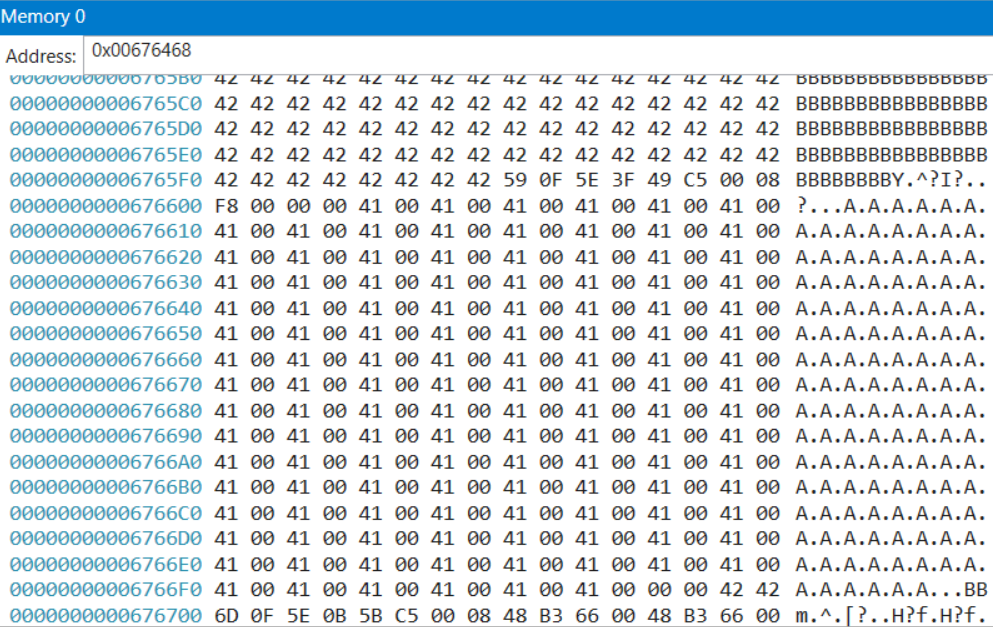 Memory 0
Address: 0x00676468
00000000006765B0 42 42 42 42 42 42 42 42 42 42 42 42 42 42 42 42 BBBBBBBBBBBBBBBB
00000000006765C0 42 42 42 42 42 42 42 42 42 42 42 42 42 42 42 42 BBBBBBBBBBBBBBBB
00000000006765D0 42 42 42 42 42 42 42 42 42 42 42 42 42 42 42 42 BBBBBBBBBBBBBBBB
00000000006765E0 42 42 42 42 42 42 42 42 42 42 42 42 42 42 42 42 BBBBBBBBBBBBBBBB
00000000006765F0 42 42 42 42 42 42 42 42 59 0F 5E 3F 49 C5 00 08 BBBBBBBBY.^?I?..
0000000000676600 F8 00 00 00 41 00 41 00 41 00 41 00 41 00 41 00 ?...A.A.A.A.A.A.
0000000000676610 41 00 41 00 41 00 41 00 41 00 41 00 41 00 41 00 A.A.A.A.A.A.A.A.
0000000000676620 41 00 41 00 41 00 41 00 41 00 41 00 41 00 41 00 A.A.A.A.A.A.A.A.
0000000000676630 41 00 41 00 41 00 41 00 41 00 41 00 41 00 41 00 A.A.A.A.A.A.A.A.
0000000000676640 41 00 41 00 41 00 41 00 41 00 41 00 41 00 41 00 A.A.A.A.A.A.A.A.
0000000000676650 41 00 41 00 41 00 41 00 41 00 41 00 41 00 41 00 A.A.A.A.A.A.A.A.
0000000000676660 41 00 41 00 41 00 41 00 41 00 41 00 41 00 41 00 A.A.A.A.A.A.A.A.
0000000000676670 41 00 41 00 41 00 41 00 41 00 41 00 41 00 41 00 A.A.A.A.A.A.A.A.
0000000000676680 41 00 41 00 41 00 41 00 41 00 41 00 41 00 41 00 A.A.A.A.A.A.A.A.
0000000000676690 41 00 41 00 41 00 41 00 41 00 41 00 41 00 41 00 A.A.A.A.A.A.A.A.
00000000006766A0 41 00 41 00 41 00 41 00 41 00 41 00 41 00 41 00 A.A.A.A.A.A.A.A.
00000000006766B0 41 00 41 00 41 00 41 00 41 00 41 00 41 00 41 00 A.A.A.A.A.A.A.A.
00000000006766C0 41 00 41 00 41 00 41 00 41 00 41 00 41 00 41 00 A.A.A.A.A.A.A.A.
00000000006766D0 41 00 41 00 41 00 41 00 41 00 41 00 41 00 41 00 A.A.A.A.A.A.A.A.
00000000006766E0 41 00 41 00 41 00 41 00 41 00 41 00 41 00 41 00 A.A.A.A.A.A.A.A.
00000000006766F0 41 00 41 00 41 00 41 00 41 00 41 00 00 00 42 42 A.A.A.A.A.A...BB
0000000000676700 6D 0F 5E 0B 5B C5 00 08 48 B3 66 00 48 B3 66 00 m.^.[?..H?f.H?f.